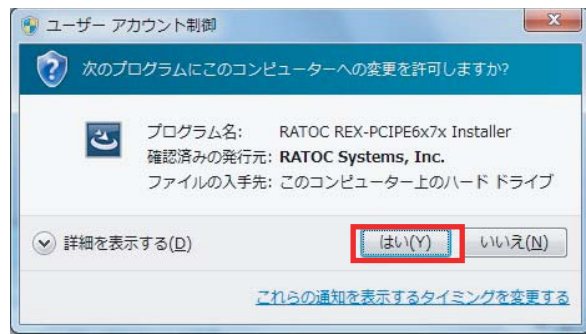 ユーザー アカウント制御
次のプログラムにこのコンピューターへの変更を許可しますか?
プログラム名: RATOC REX-PCIPE6x7x Installer
確認済みの発行元: RATOC Systems, Inc.
ファイルの入手先: このコンピューター上のハード ドライブ
詳細を表示する(D) はい(Y) いいえ(N)
これらの通知を表示するタイミングを変更する